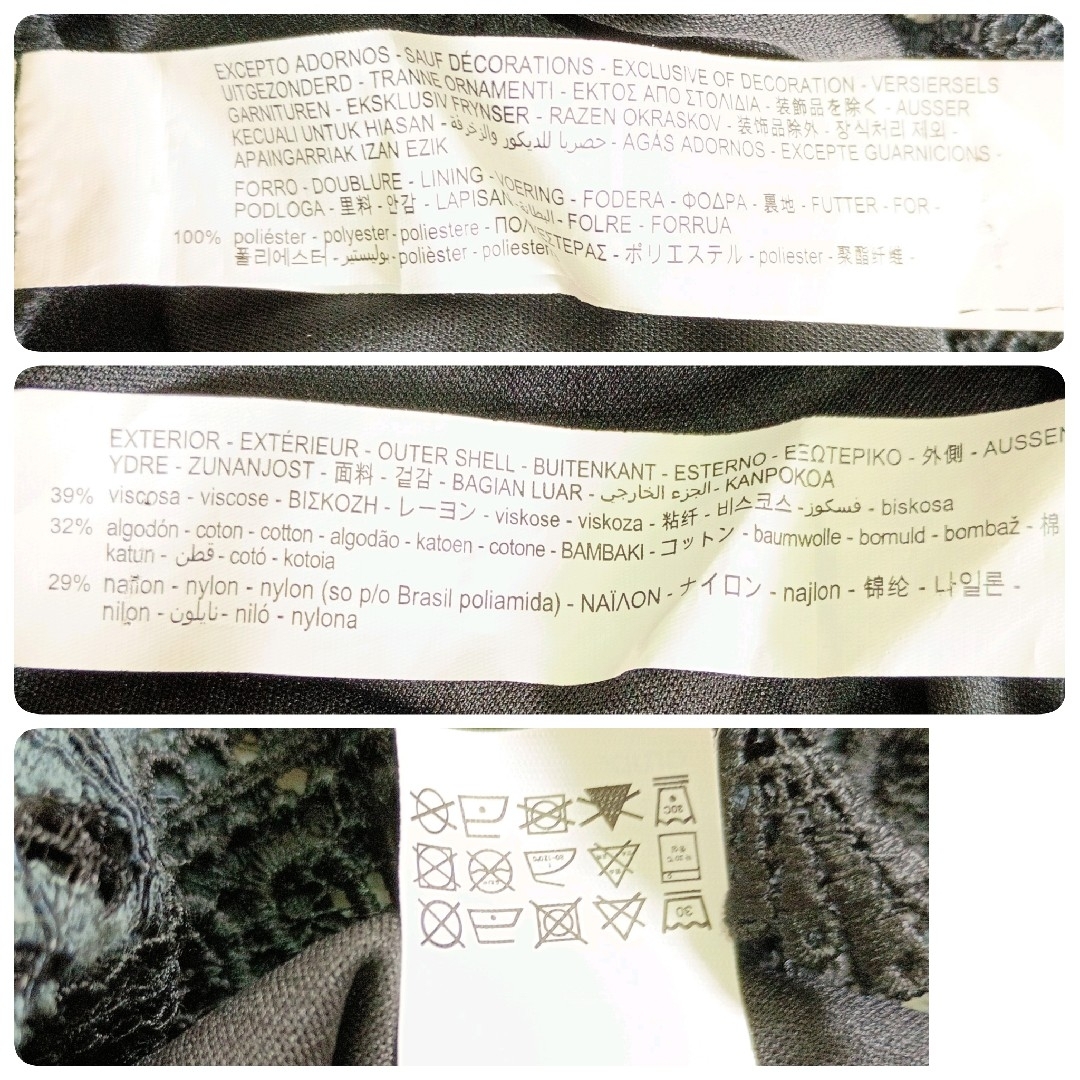 EXCEPTO ADORNOS - SAUF DÉCORATIONS - EXCLUSIVE OF DECORATION - VERSIERSELS
UITGEZONDERD - TRANNE ORNAMENTI - ΕΚΤΟΣ ΑΠΟ ΣΤΟΛΙΔΙΑ - 装飾品を除く - AUSSER
GARNITUREN - EKSKLUSIV FRYNSER - RAZEN OKRASKOV - 装饰品除外 - 장식처리 제외 -
KECUALI UNTUK HIASAN - حصريا للديكور والزخرفة - AGÁS ADORNOS - EXCEPTE GUARNICIONS -
APAINGARRIAK IZAN EZIK
FORRO - DOUBLURE - LINING - VOERING - FODERA - ΦΟΔΡΑ - 裏地 - FUTTER - FOR -
PODLOGA - 里料 - 안감 - LAPISAN - البطانة - FOLRE - FORRUA
100% poliéster - polyester - poliestere - ΠΟΛΥΕΣΤΕΡΑΣ - ポリエステル - poliester - 聚酯纤维 -
폴리에스터 - بوليستير - polièster - poliester
EXTERIOR - EXTÉRIEUR - OUTER SHELL - BUITENKANT - ESTERNO - ΕΞΩΤΕΡΙΚΟ - 外側 - AUSSEN
YDRE - ZUNANJOST - 面料 - 겉감 - BAGIAN LUAR - الجزء الخارجي - KANPOKOA
39% viscosa - viscose - ΒΙΣΚΟΖΗ - レーヨン - viskose - viskoza - 粘纤 - 비스코스 - فسكوز - biskosa
32% algodón - coton - cotton - algodão - katoen - cotone - ΒΑΜΒΑΚΙ - コットン - baumwolle - bomuld - bombaž - 棉
katun - قطن - cotó - kotoia
29% nailon - nylon - nylon (so p/o Brasil poliamida) - ΝΑΪΛΟΝ - ナイロン - najlon - 锦纶 - 나일론 -
nilon - نايلون - niló - nylona
30C
30